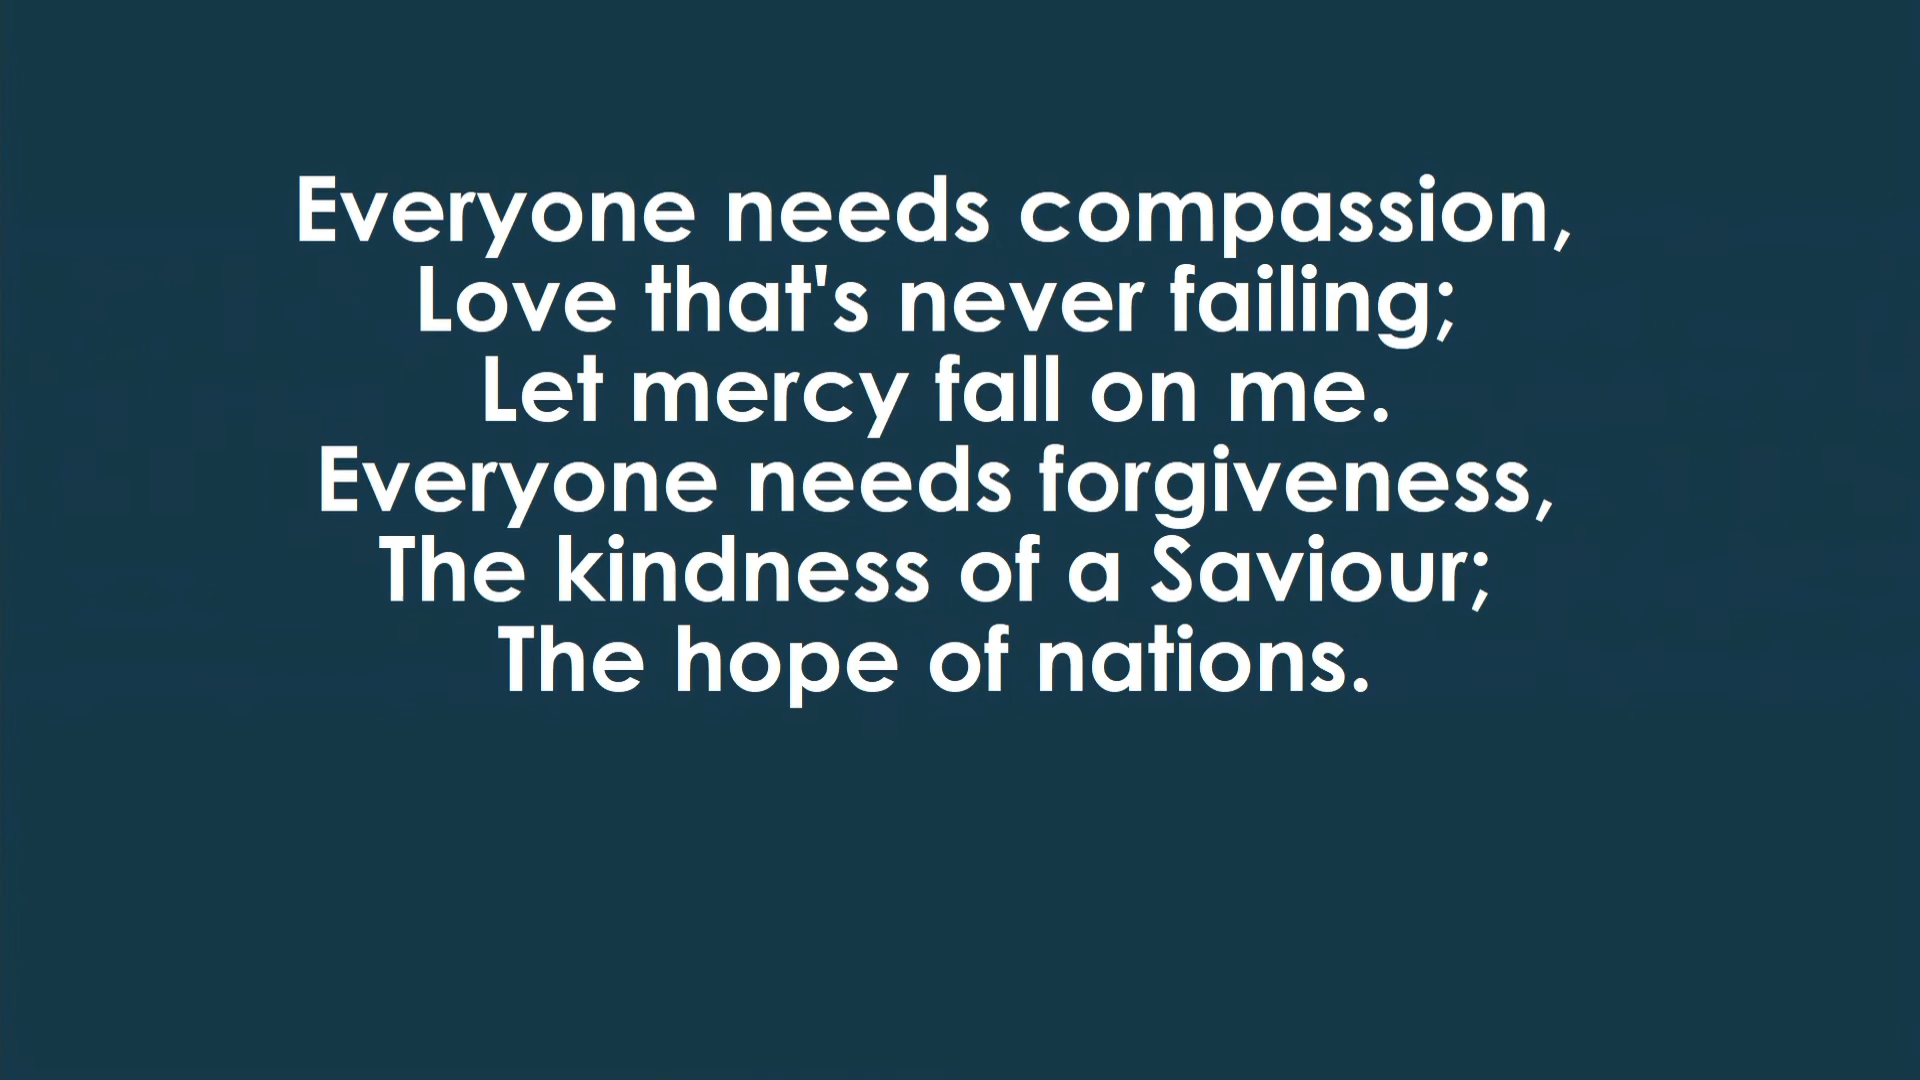 Everyone needs compassion,
Love that's never failing;
Let mercy fall on me.
Everyone needs forgiveness,
The kindness of a Saviour;
The hope of nations.